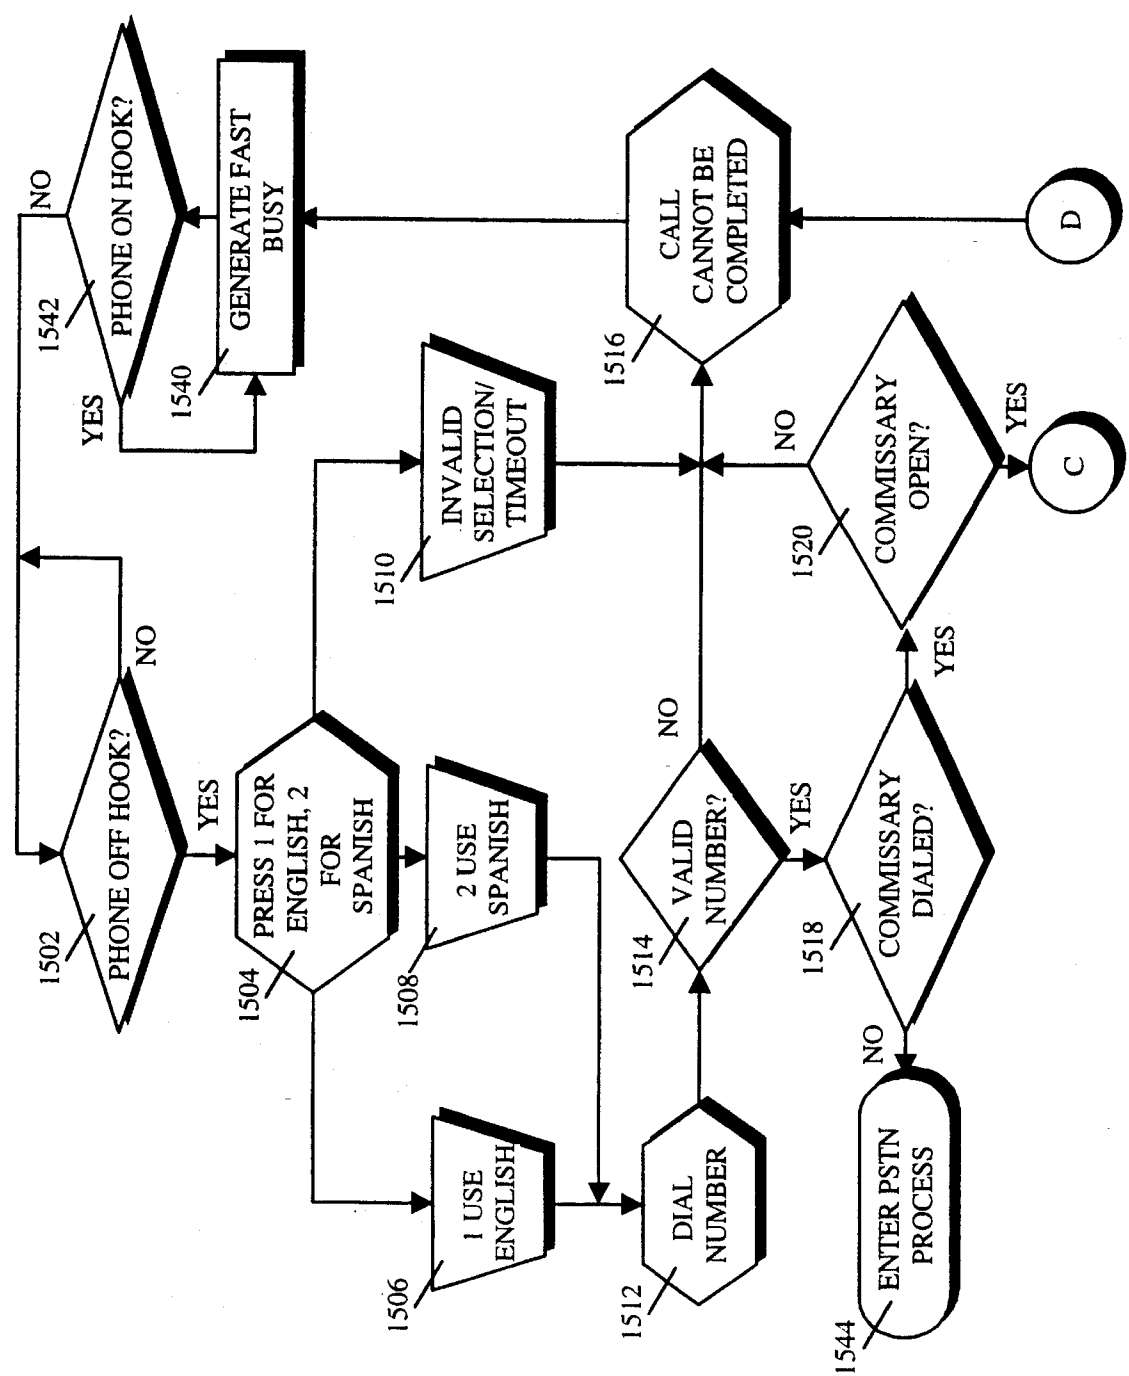 1502
PHONE OFF HOOK?
NO
YES
1504
PRESS 1 FOR
ENGLISH, 2
FOR
SPANISH
1506
1 USE
ENGLISH
1508
2 USE
SPANISH
1510
INVALID
SELECTION/
TIMEOUT
1512
DIAL
NUMBER
1514
VALID
NUMBER?
NO
YES
1516
CALL
CANNOT BE
COMPLETED
1518
COMMISSARY
DIALED?
NO
YES
1520
COMMISSARY
OPEN?
NO
YES
C
D
1540
GENERATE FAST
BUSY
1542
PHONE ON HOOK?
YES
NO
1544
ENTER PSTN
PROCESS